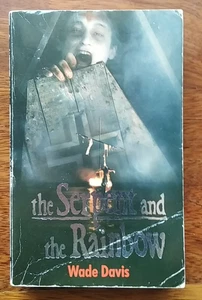 the Serpent and
the Rainbow
Wade Davis